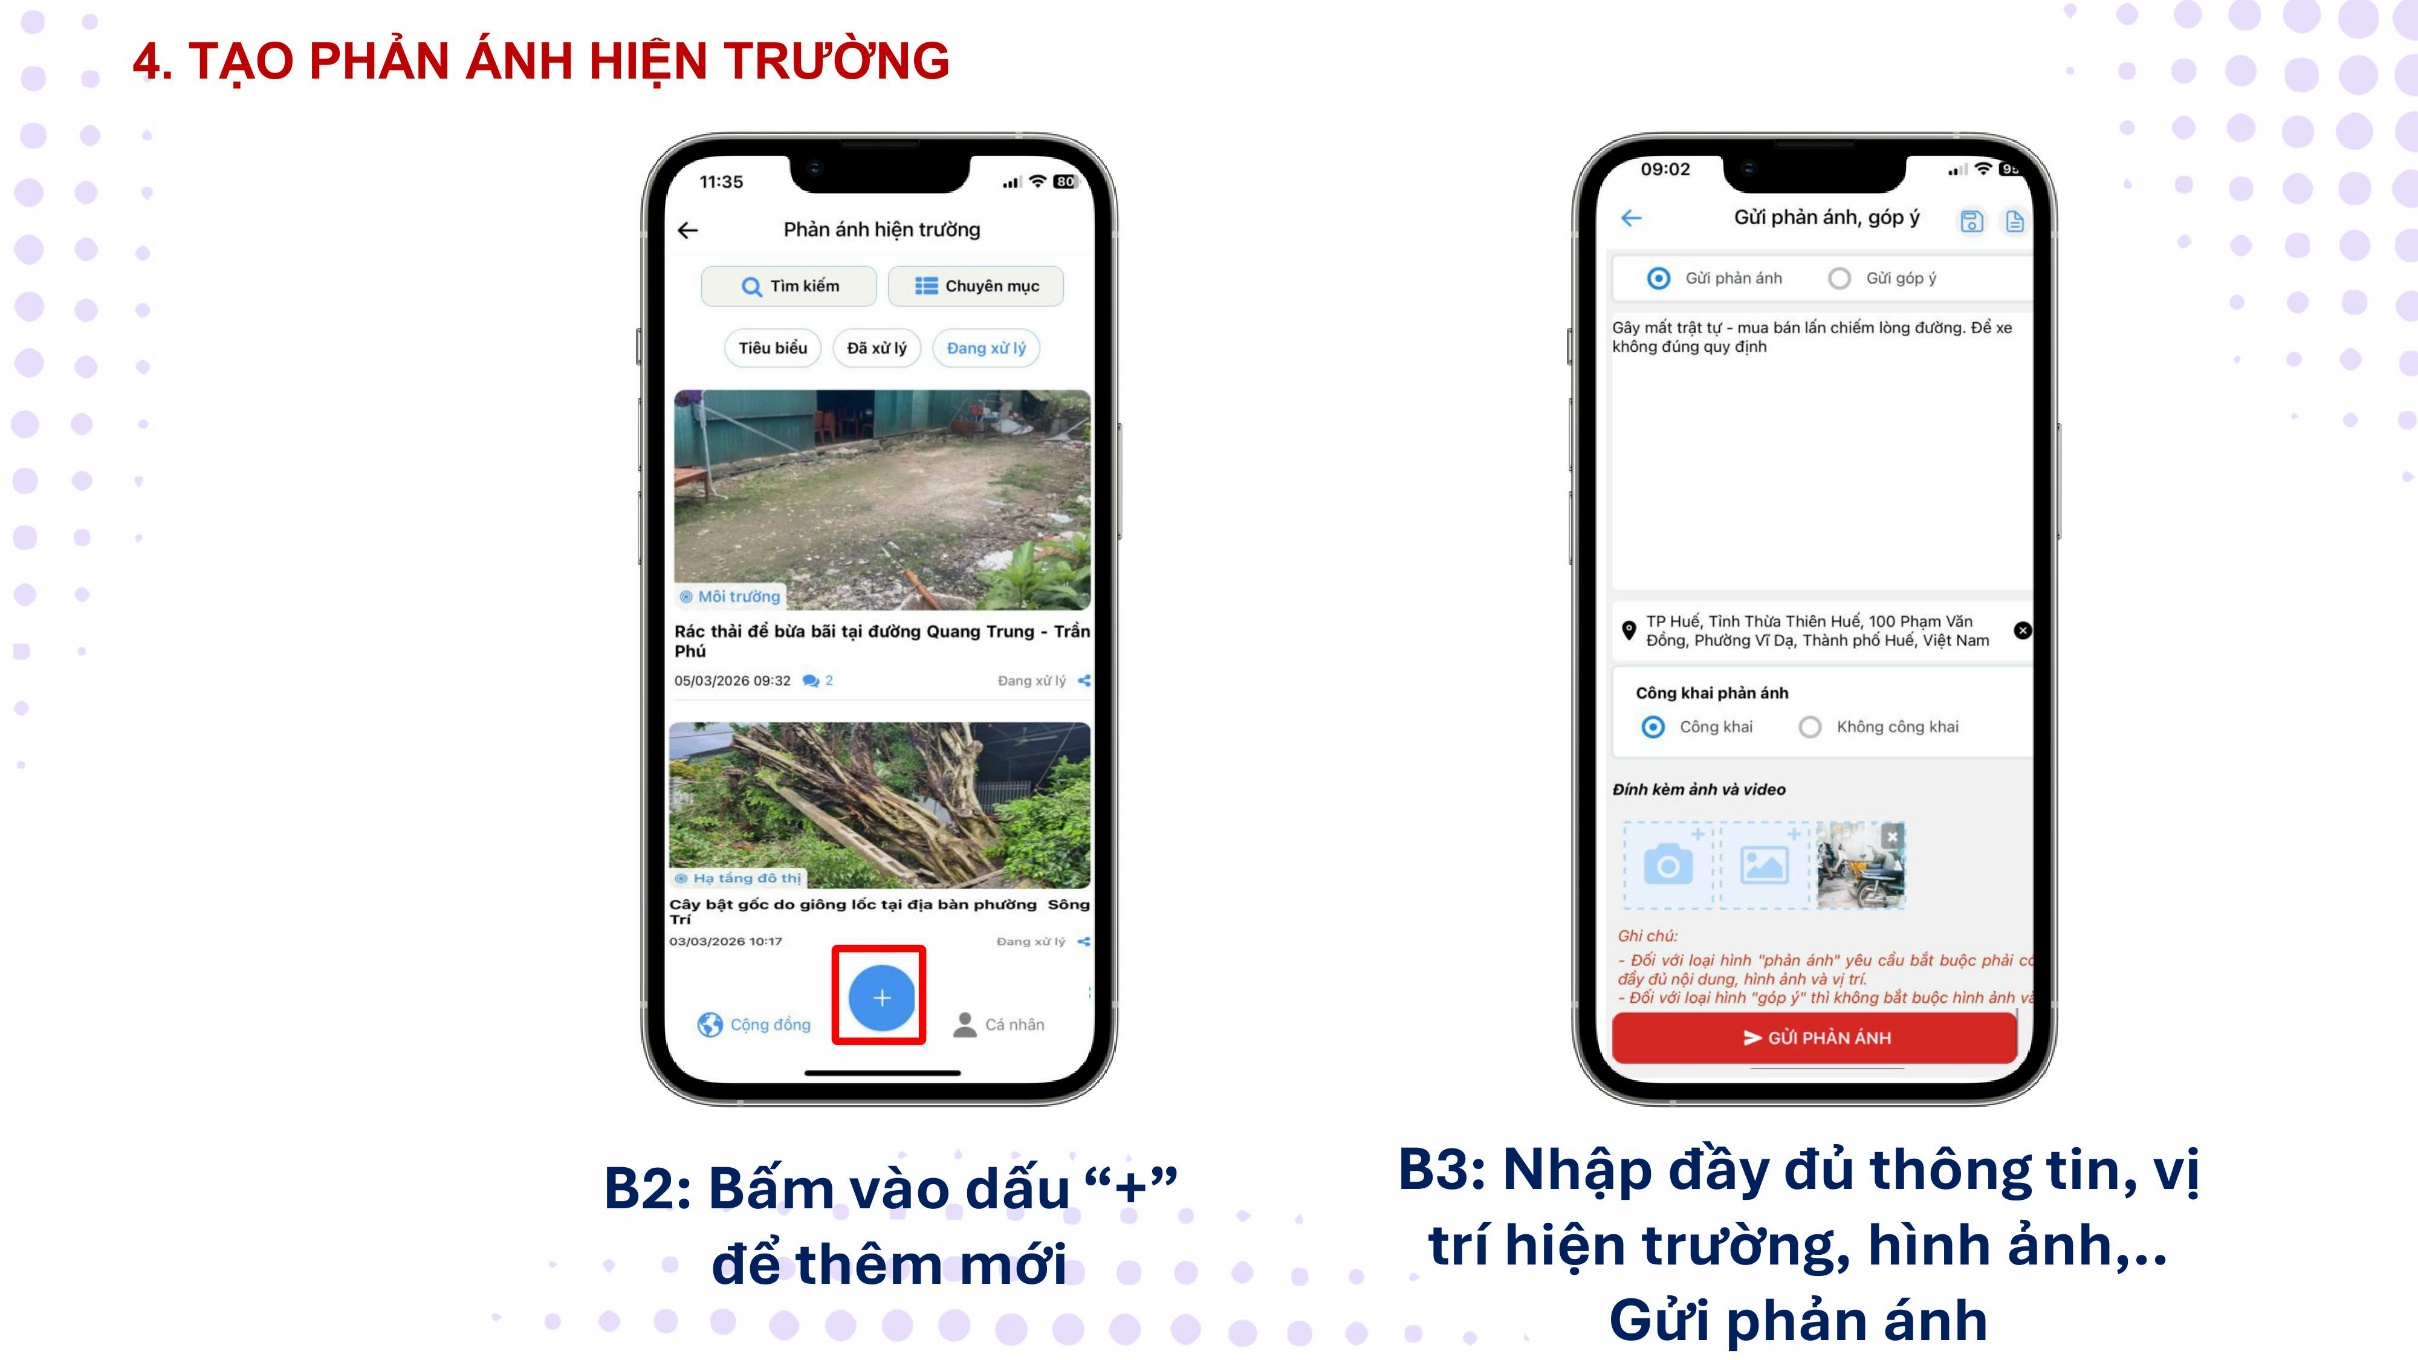 4. TẠO PHẢN ÁNH HIỆN TRƯỜNG
11:35
80
Phản ánh hiện trường
Tìm kiếm
Chuyên mục
Tiêu biểu
Đã xử lý
Đang xử lý
Môi trường
Rác thải để bừa bãi tại đường Quang Trung - Trần
Phú
05/03/2026 09:32
2
Đang xử lý
Hạ tầng đô thị
Cây bật gốc do giông lốc tại địa bàn phường Sông
Trí
03/03/2026 10:17
Đang xử lý
+
Cộng đồng
Cá nhân
B2: Bấm vào dấu “+”
để thêm mới
09:02
Gửi phản ánh, góp ý
Gửi phản ánh
Gửi góp ý
Gây mất trật tự - mua bán lấn chiếm lòng đường. Để xe
không đúng quy định
TP Huế, Tỉnh Thừa Thiên Huế, 100 Phạm Văn
Đồng, Phường Vĩ Dạ, Thành phố Huế, Việt Nam
Công khai phản ánh
Công khai
Không công khai
Đính kèm ảnh và video
Ghi chú:
- Đối với loại hình "phản ánh" yêu cầu bắt buộc phải có
đầy đủ nội dung, hình ảnh và vị trí.
- Đối với loại hình "góp ý" thì không bắt buộc hình ảnh và
GỬI PHẢN ÁNH
B3: Nhập đầy đủ thông tin, vị
trí hiện trường, hình ảnh,..
Gửi phản ánh